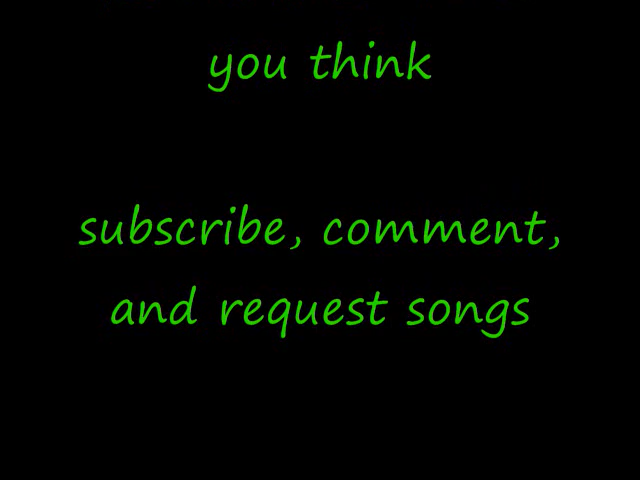 you think
subscribe, comment,
and request songs